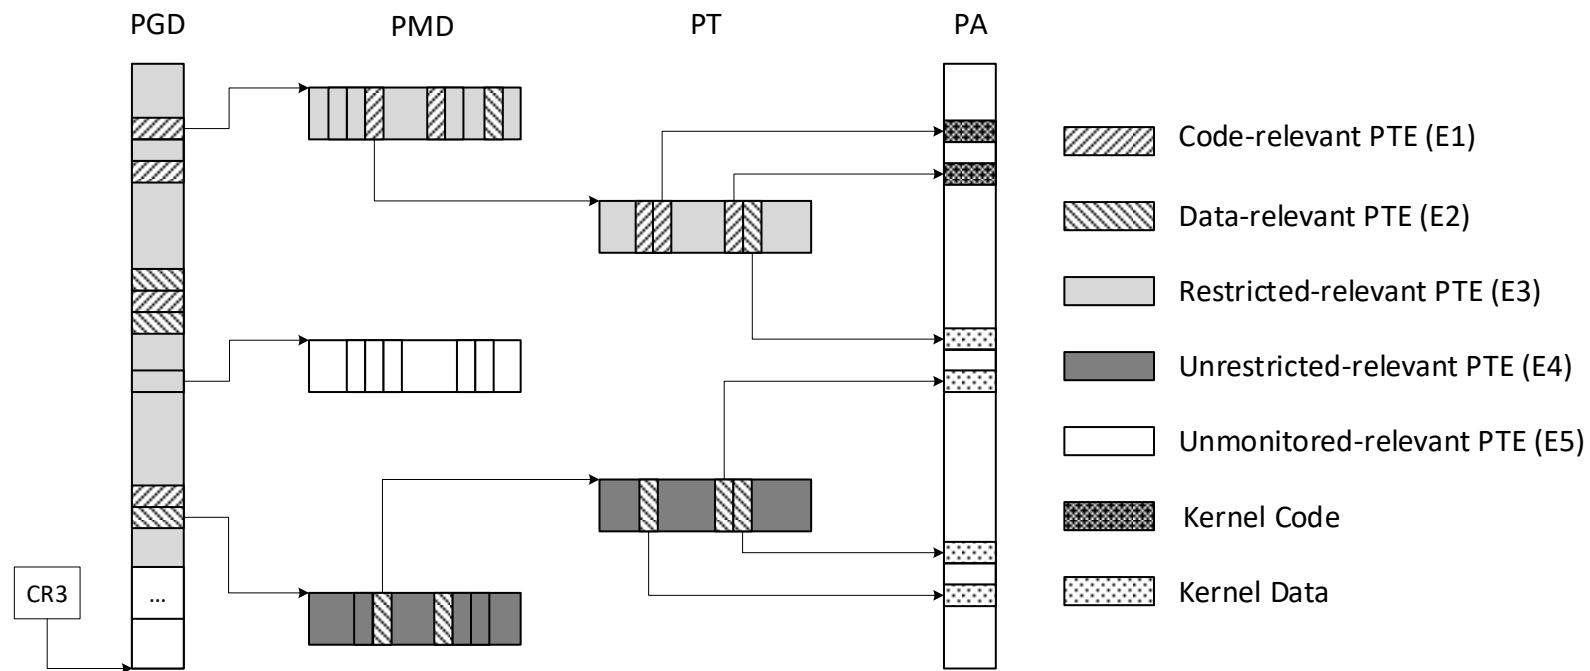 PGD
PMD
PT
PA
Code-relevant PTE (E1)
Data-relevant PTE (E2)
Restricted-relevant PTE (E3)
Unrestricted-relevant PTE (E4)
Unmonitored-relevant PTE (E5)
Kernel Code
Kernel Data
CR3
...